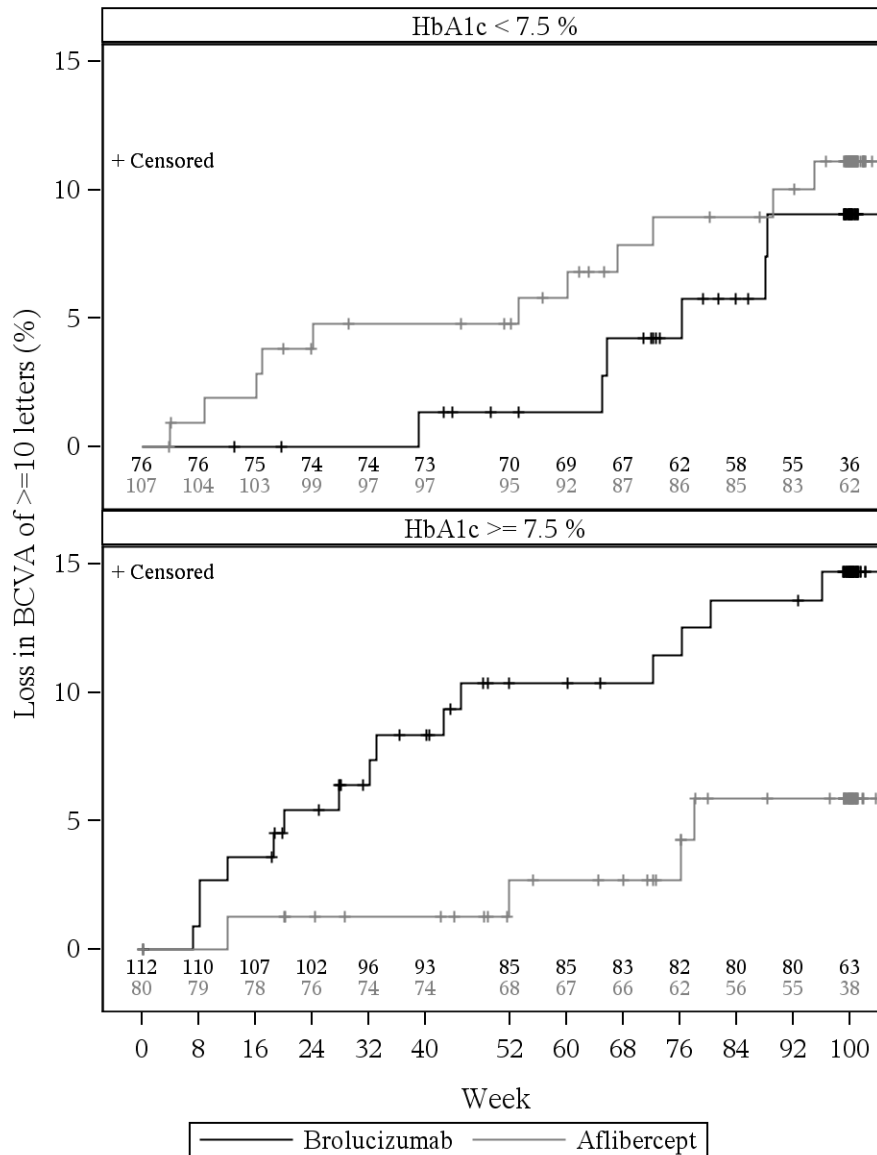 HbA1c < 7.5 %
15
+ Censored
10
5
0
76 76 75 74 74 73 70 69 67 62 58 55 36
107 104 103 99 97 97 95 92 87 86 85 83 62
Loss in BCVA of >=10 letters (%)
HbA1c >= 7.5 %
+ Censored
15
10
5
0
112 110 107 102 96 93 85 85 83 82 80 80 63
80 79 78 76 74 74 68 67 66 62 56 55 38
0 8 16 24 32 40 52 60 68 76 84 92 100
Week
Brolucizumab Aflibercept